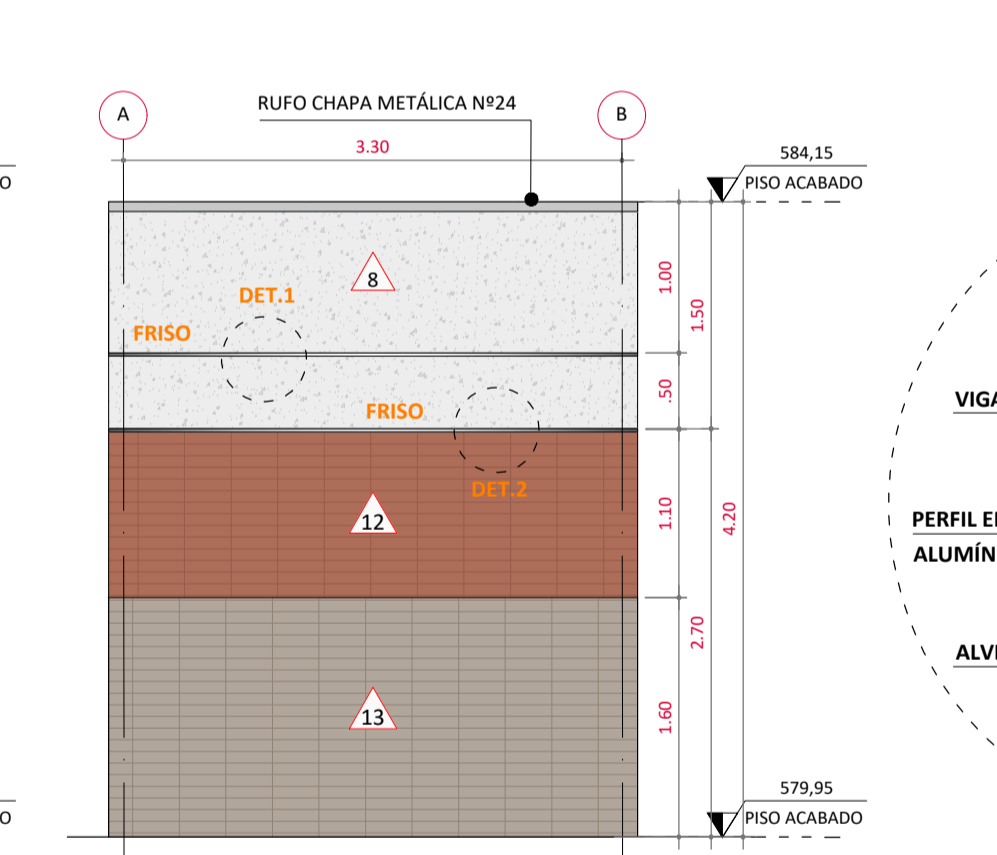 A
RUFO CHAPA METÁLICA Nº24
B
3.30
584,15
PISO ACABADO
8
1.00
1.50
DET.1
FRISO
.50
FRISO
DET.2
12
1.10
4.20
2.70
13
1.60
579,95
PISO ACABADO
O
O
VIGA
PERFIL E
ALUMÍN
ALV